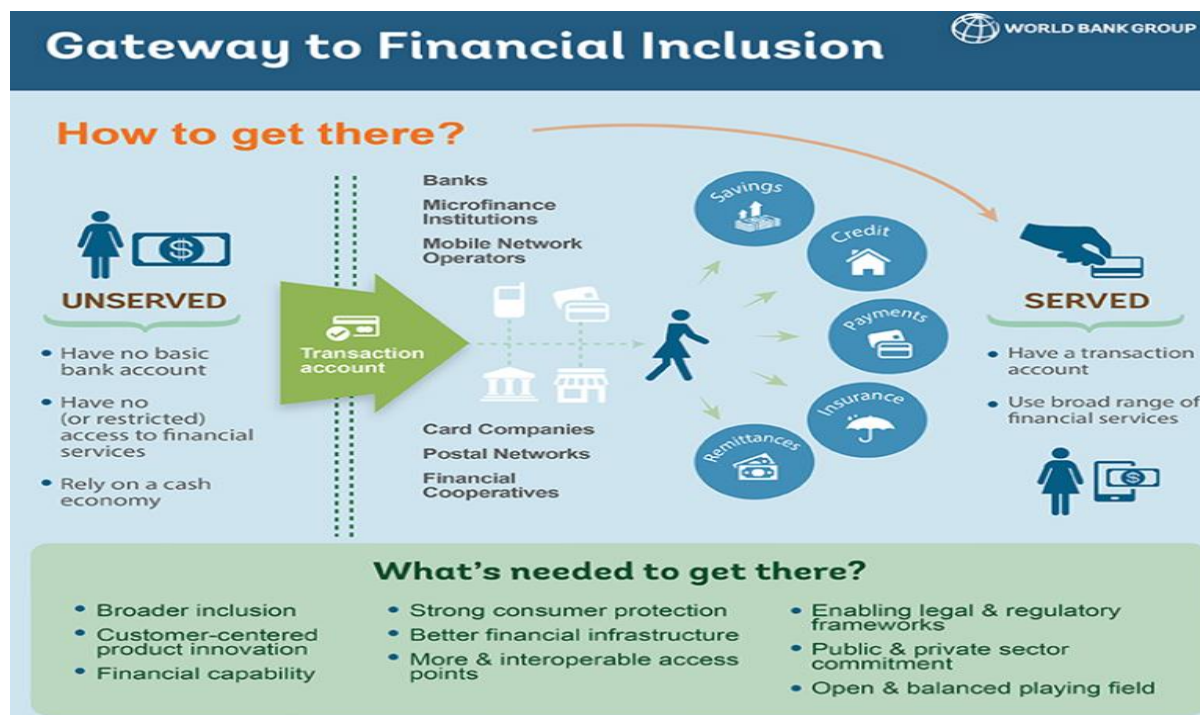 Gateway to Financial Inclusion
WORLD BANK GROUP
How to get there?
UNSERVED
• Have no basic
bank account
• Have no
(or restricted)
access to financial
services
• Rely on a cash
economy
Transaction
account
Banks
Microfinance
Institutions
Mobile Network
Operators
Card Companies
Postal Networks
Financial
Cooperatives
Savings
Credit
Payments
Insurance
Remittances
SERVED
• Have a transaction
account
• Use broad range of
financial services
What's needed to get there?
• Broader inclusion
• Customer-centered
product innovation
• Financial capability
• Strong consumer protection
• Better financial infrastructure
• More & interoperable access
points
• Enabling legal & regulatory
frameworks
• Public & private sector
commitment
• Open & balanced playing field